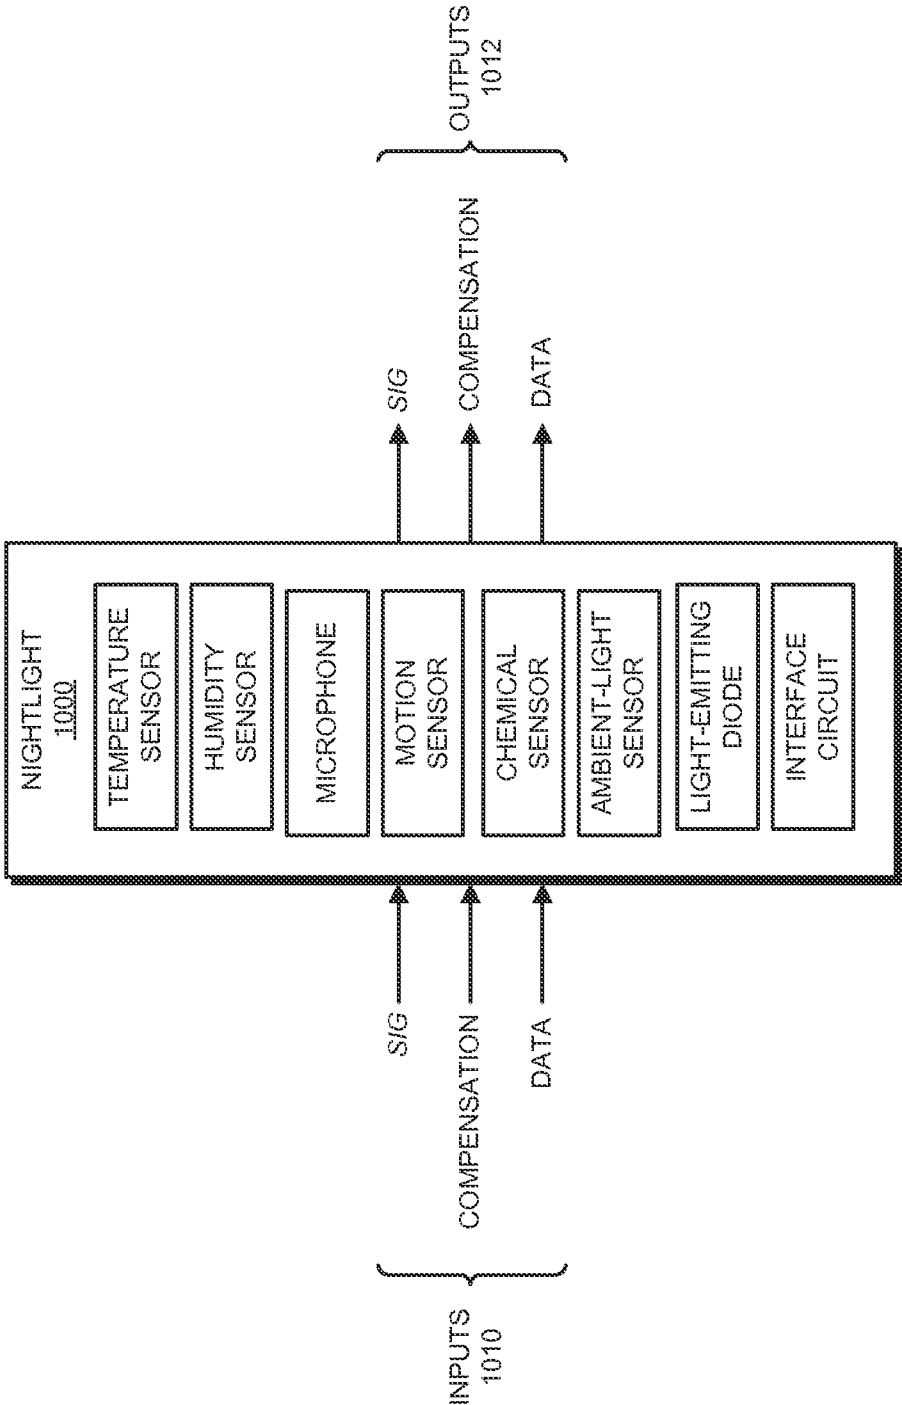 NIGHTLIGHT
1000
TEMPERATURE
SENSOR
HUMIDITY
SENSOR
MICROPHONE
MOTION
SENSOR
CHEMICAL
SENSOR
AMBIENT-LIGHT
SENSOR
LIGHT-EMITTING
DIODE
INTERFACE
CIRCUIT
INPUTS
1010
SIG
COMPENSATION
DATA
SIG
COMPENSATION
DATA
OUTPUTS
1012